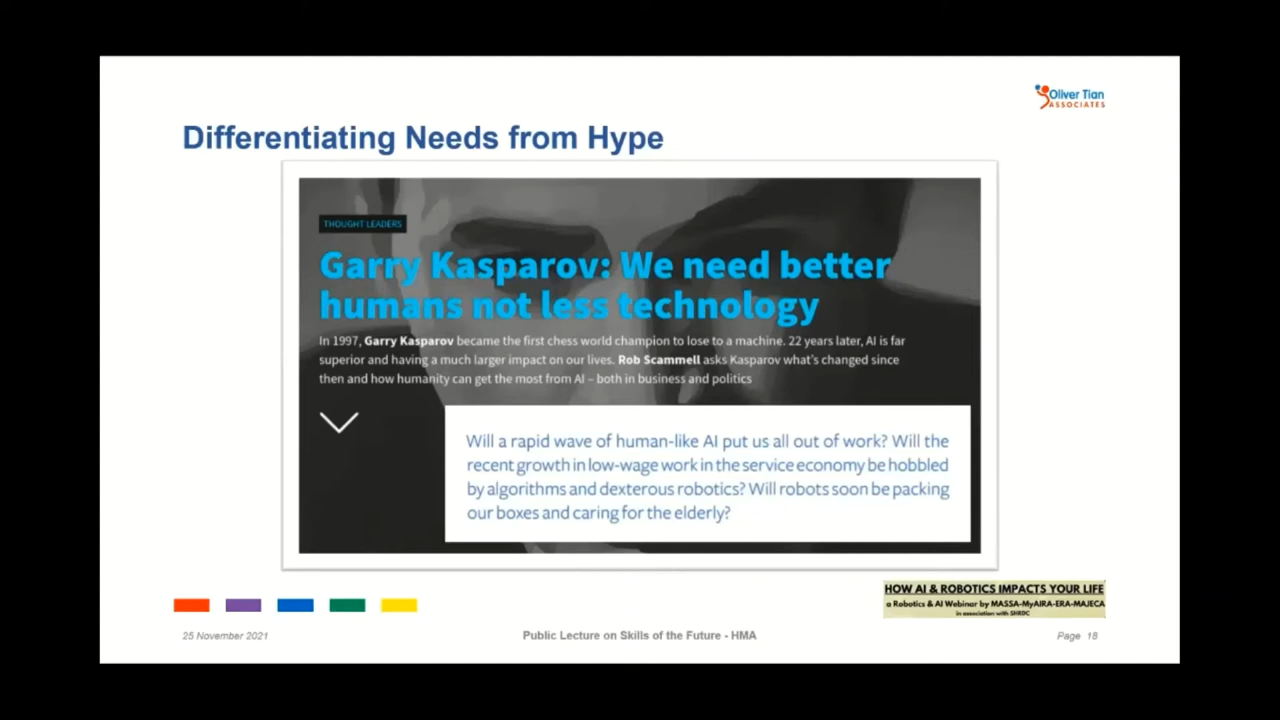 Oliver Tian
ASSOCIATES
Differentiating Needs from Hype
THOUGHT LEADERS
Garry Kasparov: We need better
humans not less technology
In 1997, Garry Kasparov became the first chess world champion to lose to a machine. 22 years later, AI is far
superior and having a much larger impact on our lives. Rob Scammell asks Kasparov what's changed since
then and how humanity can get the most from AI – both in business and politics
Will a rapid wave of human-like AI put us all out of work? Will the
recent growth in low-wage work in the service economy be hobbled
by algorithms and dexterous robotics? Will robots soon be packing
our boxes and caring for the elderly?
HOW AI & ROBOTICS IMPACTS YOUR LIFE
a Robotics & AI Webinar by MASSA-MyAIRA-ERA-MAJECA
in association with SHRDC
25 November 2021
Public Lecture on Skills of the Future - HMA
Page 18